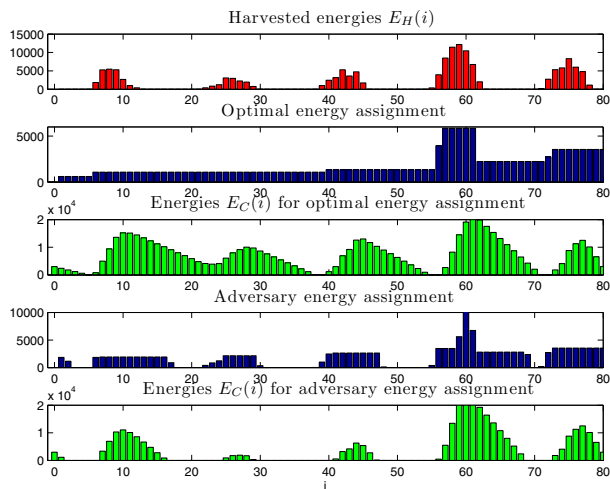 Harvested energies E_H(i)
15000
10000
5000
0
0 10 20 30 40 50 60 70 80
Optimal energy assignment
5000
0
0 10 20 30 40 50 60 70 80
Energies E_C(i) for optimal energy assignment
x 10^4
2
1
0
0 10 20 30 40 50 60 70 80
Adversary energy assignment
10000
5000
0
0 10 20 30 40 50 60 70 80
Energies E_C(i) for adversary energy assignment
x 10^4
2
1
0
0 10 20 30 40 50 60 70 80
i